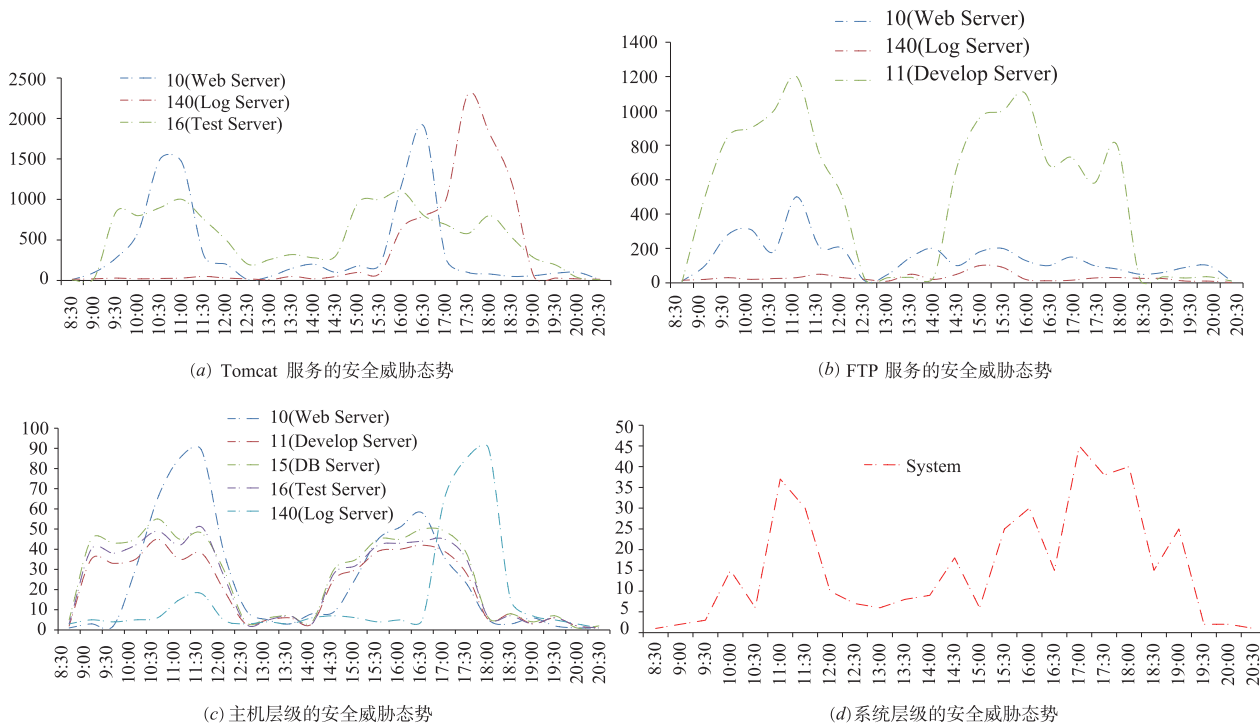 10(Web Server)
140(Log Server)
16(Test Server)
2500
2000
1500
1000
500
0
8:30 9:00 9:30 10:00 10:30 11:00 11:30 12:00 12:30 13:00 13:30 14:00 14:30 15:00 15:30 16:00 16:30 17:00 17:30 18:00 18:30 19:00 19:30 20:00 20:30
(a) Tomcat 服务的安全威胁态势
10(Web Server)
140(Log Server)
11(Develop Server)
1400
1200
1000
800
600
400
200
0
8:30 9:00 9:30 10:00 10:30 11:00 11:30 12:00 12:30 13:00 13:30 14:00 14:30 15:00 15:30 16:00 16:30 17:00 17:30 18:00 18:30 19:00 19:30 20:00 20:30
(b) FTP 服务的安全威胁态势
10(Web Server)
11(Develop Server)
15(DB Server)
16(Test Server)
140(Log Server)
100
90
80
70
60
50
40
30
20
10
0
8:30 9:00 9:30 10:00 10:30 11:00 11:30 12:00 12:30 13:00 13:30 14:00 14:30 15:00 15:30 16:00 16:30 17:00 17:30 18:00 18:30 19:00 19:30 20:00 20:30
(c) 主机层级的安全威胁态势
System
50
45
40
35
30
25
20
15
10
5
0
8:30 9:00 9:30 10:00 10:30 11:00 11:30 12:00 12:30 13:00 13:30 14:00 14:30 15:00 15:30 16:00 16:30 17:00 17:30 18:00 18:30 19:00 19:30 20:00 20:30
(d) 系统层级的安全威胁态势